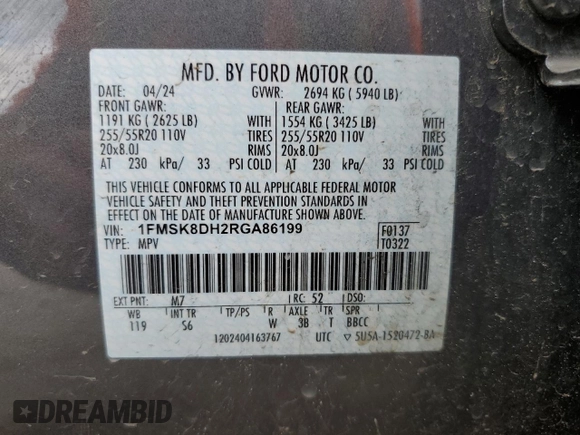 MFD. BY FORD MOTOR CO.
DATE: 04/24 GVWR: 2694 KG ( 5940 LB)
FRONT GAWR: REAR GAWR:
1191 KG ( 2625 LB) WITH 1554 KG ( 3425 LB) WITH
255/55R20 110V TIRES 255/55R20 110V TIRES
20x8.0J RIMS 20x8.0J RIMS
AT 230 kPa/ 33 PSI COLD AT 230 kPa/ 33 PSI COLD
THIS VEHICLE CONFORMS TO ALL APPLICABLE FEDERAL MOTOR
VEHICLE SAFETY AND THEFT PREVENTION STANDARDS IN
EFFECT ON THE DATE OF MANUFACTURE SHOWN ABOVE.
VIN: 1FMSK8DH2RGA86199 F0137
TYPE: MPV T0322
EXT PNT: M7 RC: 52 DSO:
WB INT TR TP/PS R AXLE TR SPR
119 S6 W 3B T BBCC
1202404163767 UTC ▽ 5U5A-1520472-BA
DREAMBID